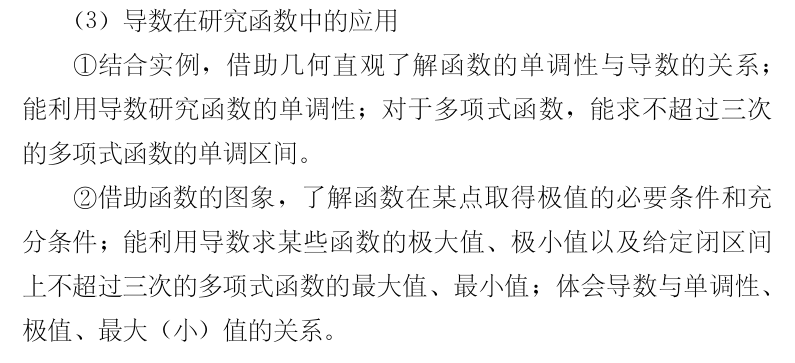 （3）导数在研究函数中的应用
①结合实例，借助几何直观了解函数的单调性与导数的关系；
能利用导数研究函数的单调性；对于多项式函数，能求不超过三次
的多项式函数的单调区间。
②借助函数的图象，了解函数在某点取得极值的必要条件和充
分条件；能利用导数求某些函数的极大值、极小值以及给定闭区间
上不超过三次的多项式函数的最大值、最小值；体会导数与单调性、
极值、最大（小）值的关系。